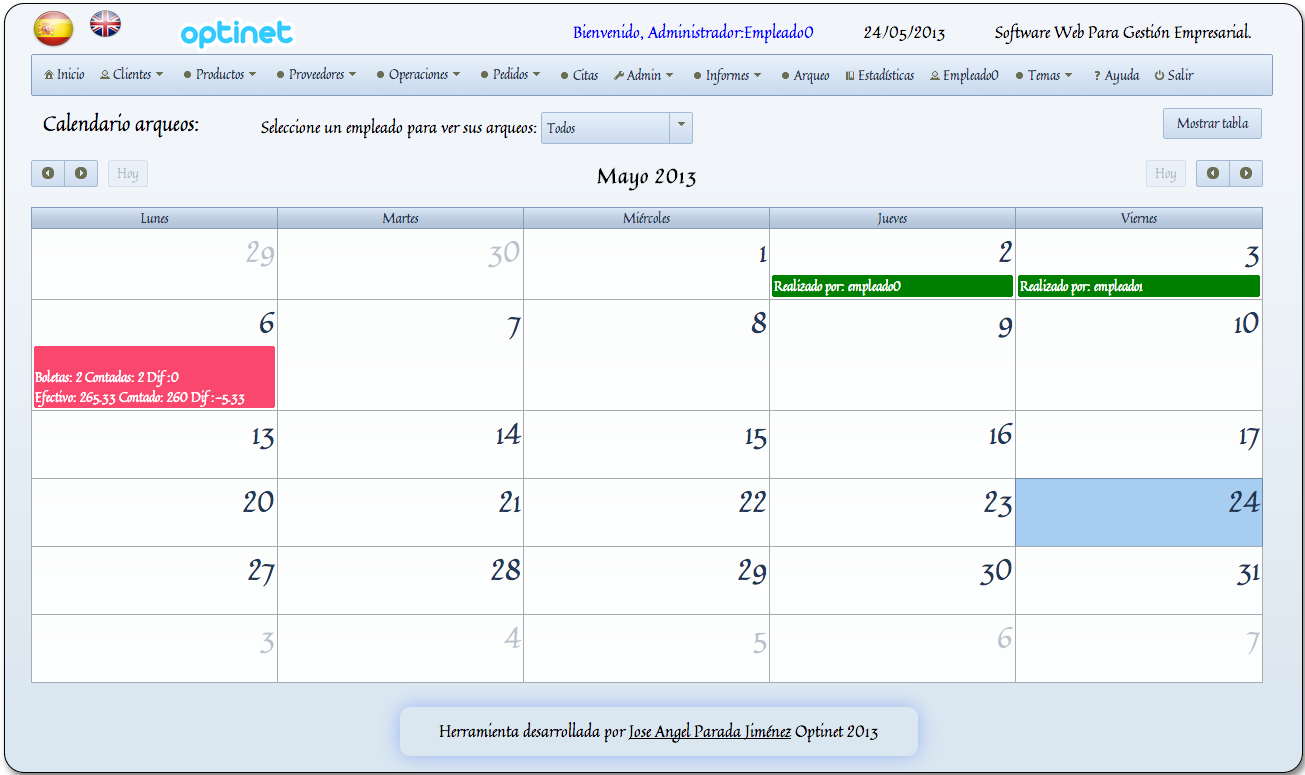 optinet
Bienvenido, Administrador:Empleado0 24/05/2013 Software Web Para Gestión Empresarial.
Inicio Clientes Productos Proveedores Operaciones Pedidos Citas Admin Informes Arqueo Estadísticas Empleado0 Temas ? Ayuda Salir
Calendario arqueos: Seleccione un empleado para ver sus arqueos: Todos Mostrar tabla
Hoy Mayo 2013 Hoy
Lunes Martes Miércoles Jueves Viernes
29 30 1 2 3
Realizado por: empleado0 Realizado por: empleado1
6 7 8 9 10
Boletas: 2 Contadas: 2 Dif :0
Efectivo: 265.33 Contado: 260 Dif :-5.33
13 14 15 16 17
20 21 22 23 24
27 28 29 30 31
3 4 5 6 7
Herramienta desarrollada por Jose Angel Parada Jiménez Optinet 2013